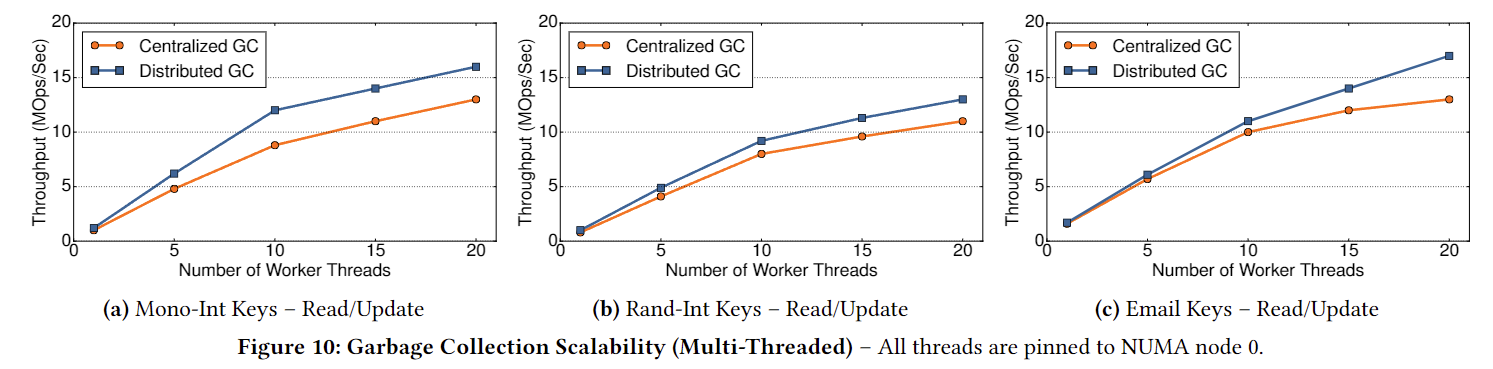 20
15
10
5
0
Throughput (MOps/Sec)
Centralized GC
Distributed GC
0 5 10 15 20
Number of Worker Threads
(a) Mono-Int Keys – Read/Update
20
15
10
5
0
Throughput (MOps/Sec)
Centralized GC
Distributed GC
0 5 10 15 20
Number of Worker Threads
(b) Rand-Int Keys – Read/Update
20
15
10
5
0
Throughput (MOps/Sec)
Centralized GC
Distributed GC
0 5 10 15 20
Number of Worker Threads
(c) Email Keys – Read/Update
Figure 10: Garbage Collection Scalability (Multi-Threaded) – All threads are pinned to NUMA node 0.